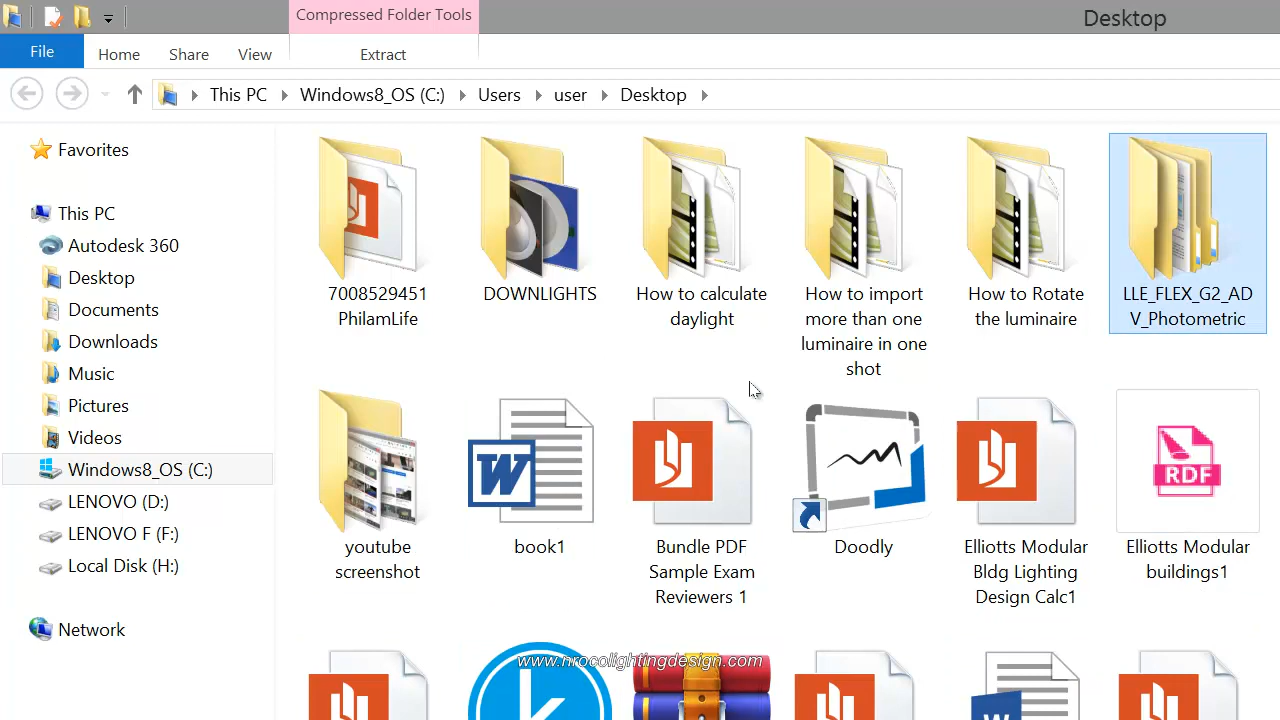 Compressed Folder Tools
Desktop
File
Home
Share
View
Extract
This PC
Windows8_OS (C:)
Users
user
Desktop
Favorites
This PC
Autodesk 360
Desktop
Documents
Downloads
Music
Pictures
Videos
Windows8_OS (C:)
LENOVO (D:)
LENOVO F (F:)
Local Disk (H:)
Network
7008529451
PhilamLife
DOWNLIGHTS
How to calculate
daylight
How to import
more than one
luminaire in one
shot
How to Rotate
the luminaire
LLE_FLEX_G2_AD
V_Photometric
youtube
screenshot
W
book1
Bundle PDF
Sample Exam
Reviewers 1
Doodly
Elliotts Modular
Bldg Lighting
Design Calc1
RDF
Elliotts Modular
buildings1
k
www.nrocolightingdesign.com
W